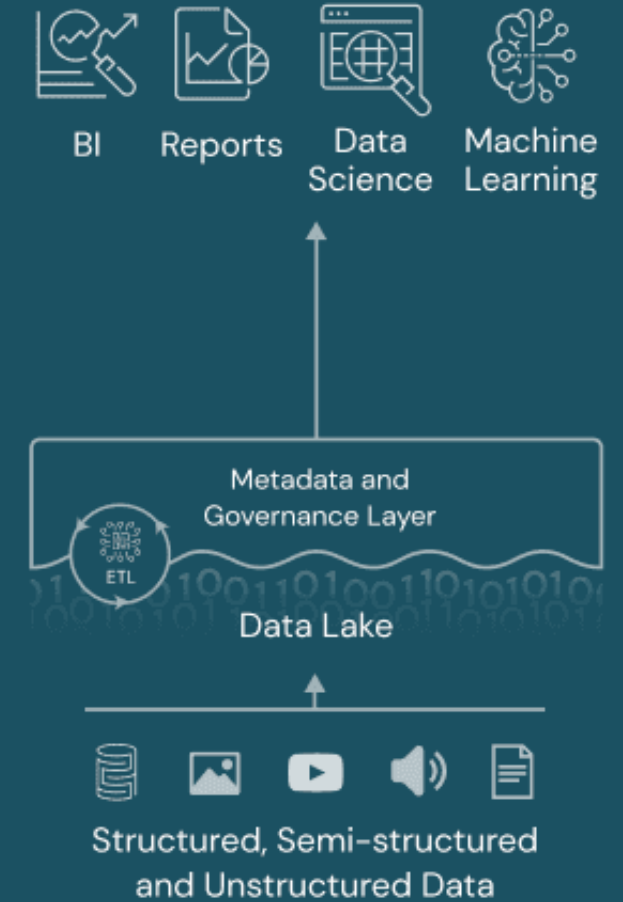 BI
Reports
Data
Science
Machine
Learning
Metadata and
Governance Layer
ETL
Data Lake
Structured, Semi-structured
and Unstructured Data